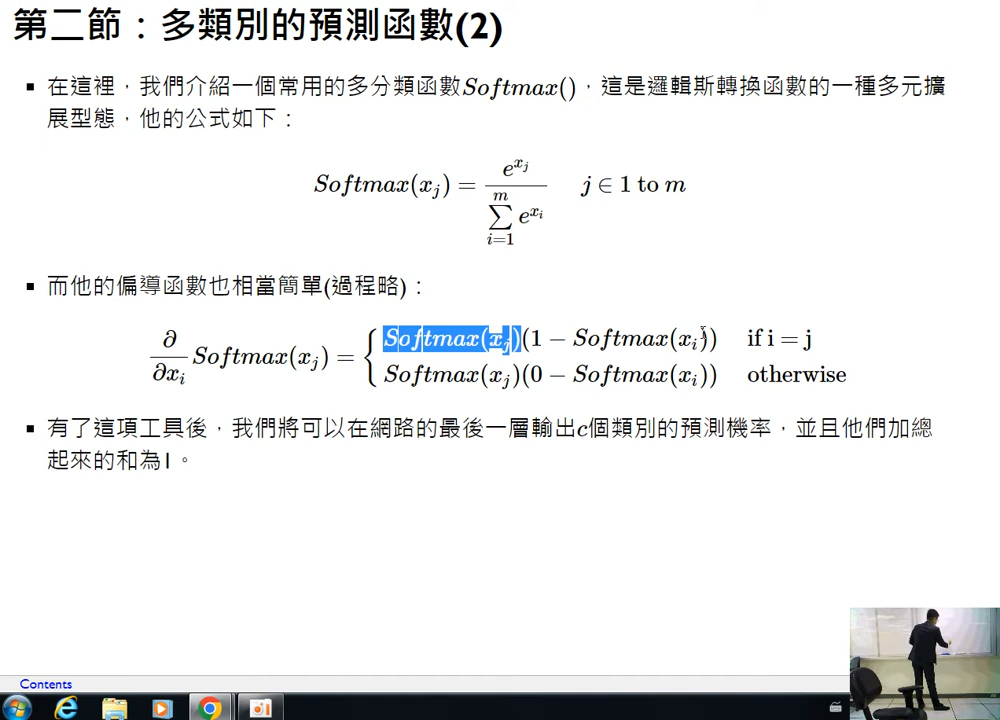 第二節：多類別的預測函數(2)
▪ 在這裡，我們介紹一個常用的多分類函數Softmax()，這是邏輯斯轉換函數的一種多元擴
展型態，他的公式如下：
Softmax(x_j) = e^{x_j} / \sum_{i=1}^{m} e^{x_i}   j ∈ 1 to m
▪ 而他的偏導函數也相當簡單(過程略)：
∂/∂x_i Softmax(x_j) = { Softmax(x_j)(1 − Softmax(x_i))   if i = j
Softmax(x_j)(0 − Softmax(x_i))   otherwise
▪ 有了這項工具後，我們將可以在網路的最後一層輸出c個類別的預測機率，並且他們加總
起來的和為1。
Contents